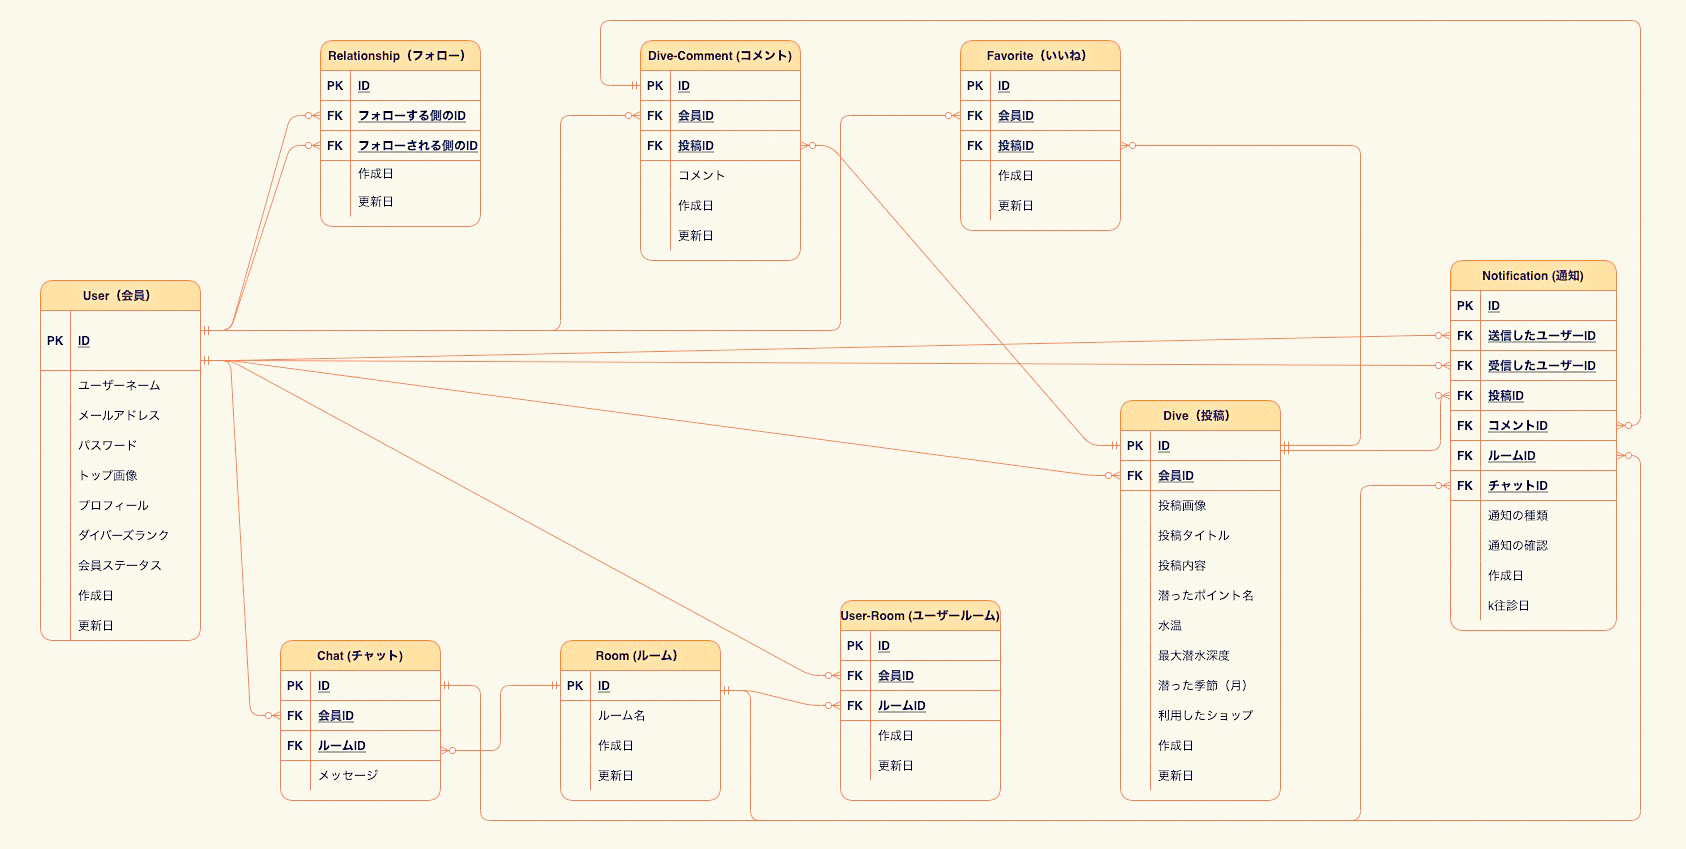 Relationship（フォロー）
PK ID
FK フォローする側のID
FK フォローされる側のID
作成日
更新日
Dive-Comment (コメント)
PK ID
FK 会員ID
FK 投稿ID
コメント
作成日
更新日
Favorite（いいね）
PK ID
FK 会員ID
FK 投稿ID
作成日
更新日
User（会員）
PK ID
ユーザーネーム
メールアドレス
パスワード
トップ画像
プロフィール
ダイバーズランク
会員ステータス
作成日
更新日
Notification (通知)
PK ID
FK 送信したユーザーID
FK 受信したユーザーID
FK 投稿ID
FK コメントID
FK ルームID
FK チャットID
通知の種類
通知の確認
作成日
k往診日
Dive（投稿）
PK ID
FK 会員ID
投稿画像
投稿タイトル
投稿内容
潜ったポイント名
水温
最大潜水深度
潜った季節（月）
利用したショップ
作成日
更新日
Chat (チャット)
PK ID
FK 会員ID
FK ルームID
メッセージ
Room (ルーム)
PK ID
ルーム名
作成日
更新日
User-Room (ユーザールーム)
PK ID
FK 会員ID
FK ルームID
作成日
更新日